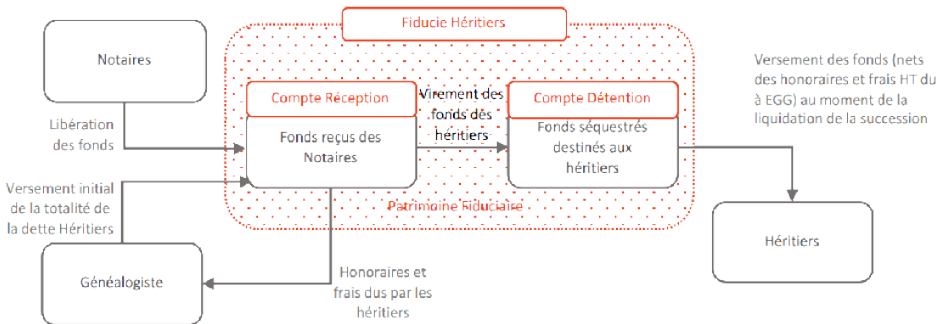 Fiducie Héritiers
Notaires
Versement des fonds (nets
des honoraires et frais HT du
à EGG) au moment de la
liquidation de la succession
Compte Réception
Virement des
fonds dés
héritiers
Compte Détention
Libération
des fonds
Fonds reçus des
Notaires
Fonds séquestrés
destinés aux
héritiers
Versement initial
de la totalité de
la dette Héritiers
Patrimoine Fiduciaire
Héritiers
Généalogiste
Honoraires et
frais dus par les
héritiers